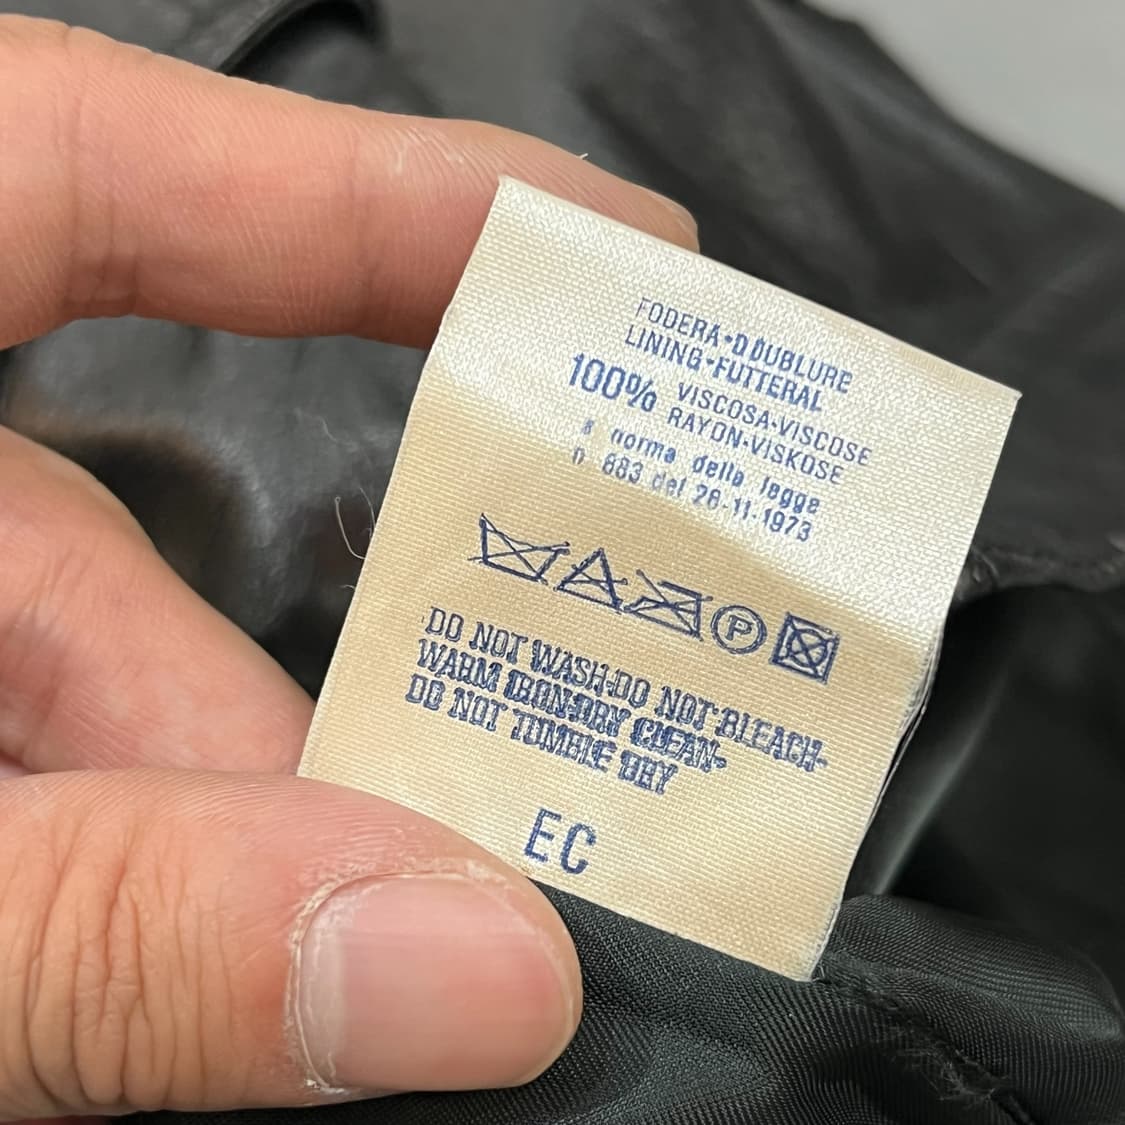 FODERA-DOUBLURE
LINING-FUTTERAL
100% VISCOSA-VISCOSE
RAYON-VISKOSE
a norma della legge
n 883 del 26-11-1973
P
DO NOT WASH-DO NOT BLEACH-
WARM IRON-DRY CLEAN-
DO NOT TUMBLE DRY
EC